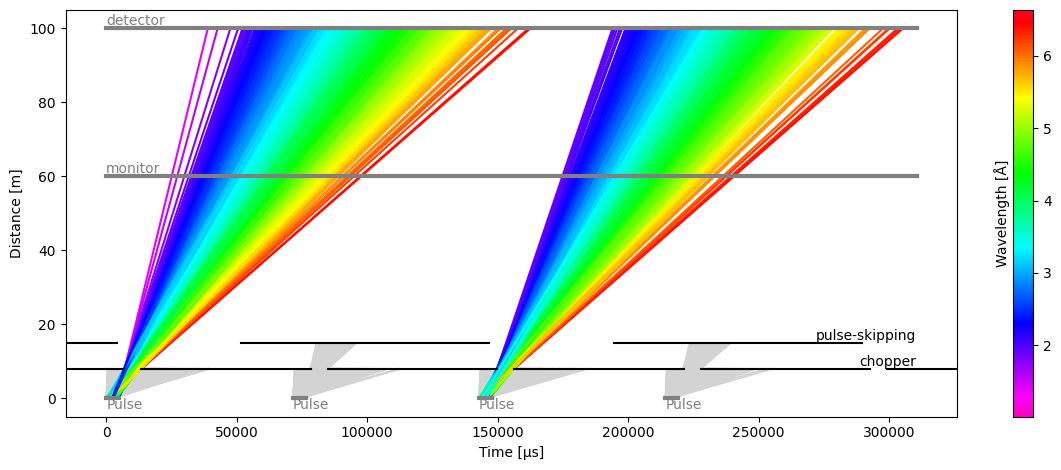 detector
monitor
pulse-skipping
chopper
Pulse Pulse Pulse Pulse
100
80
60
40
20
0
Distance [m]
0 50000 100000 150000 200000 250000 300000
Time [µs]
6
5
4
3
2
Wavelength [Å]